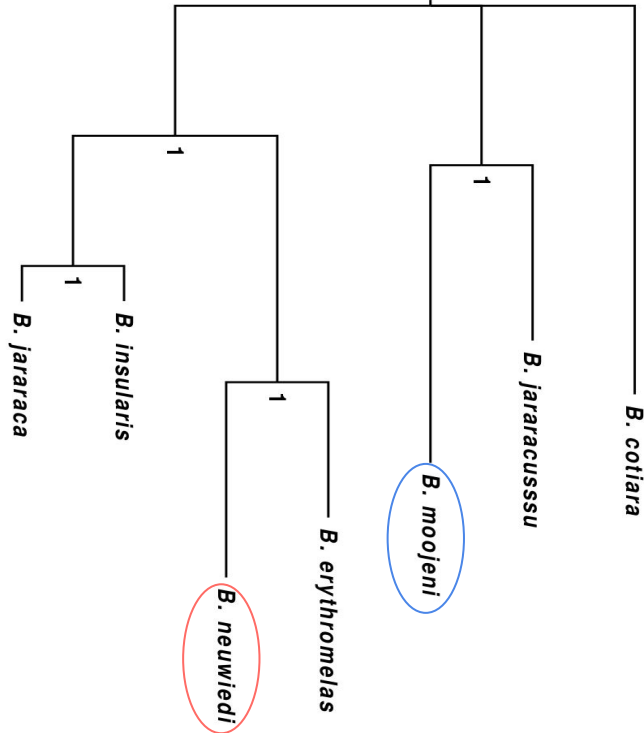 B. cotiara
B. jararacusssu
1
B. moojeni
B. erythromelas
1
B. neuwiedi
1
B. insularis
1
B. jararaca